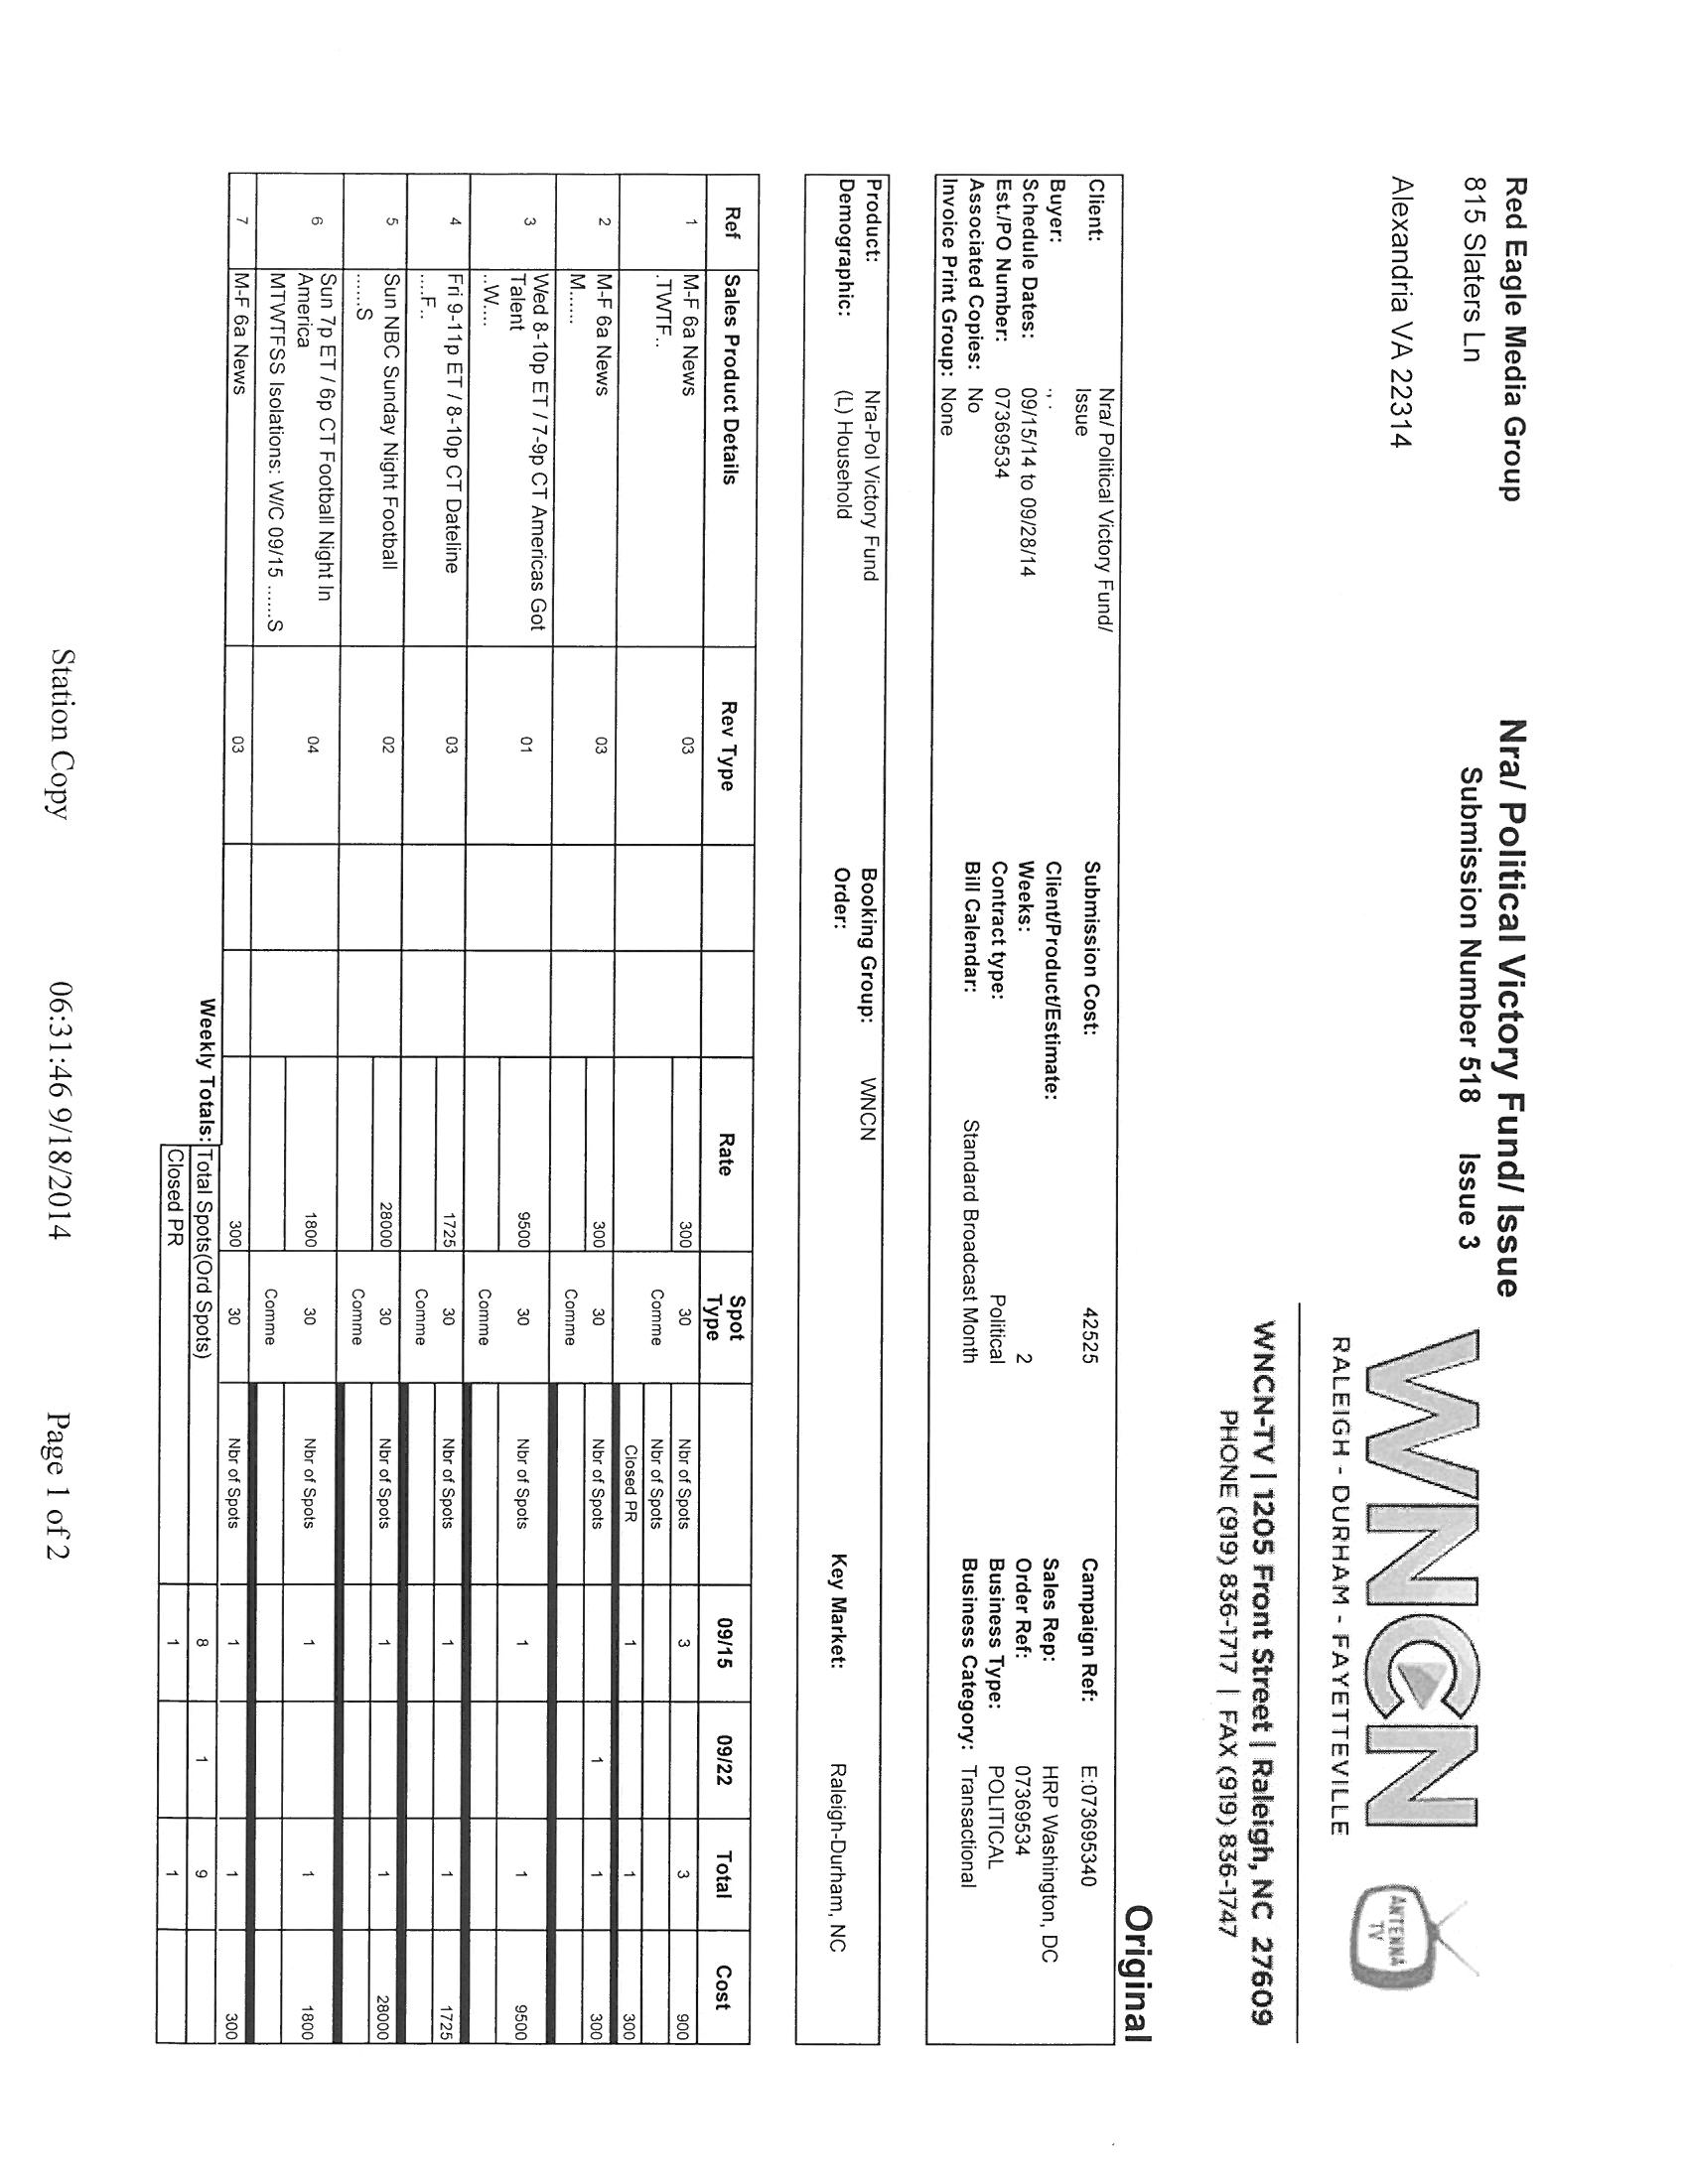 Red Eagle Media Group
815 Slaters Ln
Alexandria VA 22314
Nra/ Political Victory Fund/ Issue
Submission Number 518 Issue 3
WNCN
RALEIGH - DURHAM - FAYETTEVILLE
ANTENNA TV
WNCN-TV | 1205 Front Street | Raleigh, NC 27609
PHONE (919) 836-1717 | FAX (919) 836-1747
Original
Client: Nra/ Political Victory Fund/ Issue Submission Cost: 42525 Campaign Ref: E:073695340
Buyer: ., . Client/Product/Estimate: Sales Rep: HRP Washington, DC
Schedule Dates: 09/15/14 to 09/28/14 Weeks: 2 Order Ref: 07369534
Est./PO Number: 07369534 Contract type: Political Business Type: POLITICAL
Associated Copies: No Bill Calendar: Standard Broadcast Month Business Category: Transactional
Invoice Print Group: None
Product: Nra-Pol Victory Fund Booking Group: WNCN
Demographic: (L) Household Order: Key Market: Raleigh-Durham, NC
Ref Sales Product Details Rev Type Rate Spot Type 09/15 09/22 Total Cost
1 M-F 6a News 03 300 30 Nbr of Spots 3 3 900
.TWTF.. Comme Nbr of Spots
Closed PR 1 1 300
2 M-F 6a News 03 300 30 Nbr of Spots 1 1 300
M...... Comme
3 Wed 8-10p ET / 7-9p CT Americas Got Talent 01 9500 30 Nbr of Spots 1 1 9500
..W.... Comme
4 Fri 9-11p ET / 8-10p CT Dateline 03 1725 30 Nbr of Spots 1 1 1725
....F.. Comme
5 Sun NBC Sunday Night Football 02 28000 30 Nbr of Spots 1 1 28000
......S Comme
6 Sun 7p ET / 6p CT Football Night In America 04 1800 30 Nbr of Spots 1 1 1800
MTWTFSS Isolations: W/C 09/15 ......S Comme
7 M-F 6a News 03 300 30 Nbr of Spots 1 1 300
Weekly Totals: Total Spots(Ord Spots) 8 1 9
Closed PR 1 1
Station Copy 06:31:46 9/18/2014 Page 1 of 2